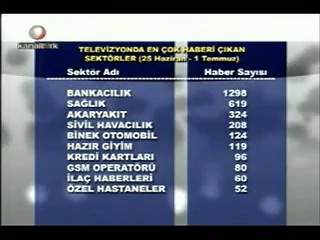 kanaltürk
TELEVİZYONDA EN ÇOK HABERİ ÇIKAN
SEKTÖRLER (25 Haziran - 1 Temmuz)
Sektör Adı Haber Sayısı
BANKACILIK 1298
SAĞLIK 619
AKARYAKIT 324
SİVİL HAVACILIK 208
BİNEK OTOMOBİL 124
HAZIR GİYİM 119
KREDİ KARTLARI 96
GSM OPERATÖRÜ 80
İLAÇ HABERLERİ 60
ÖZEL HASTANELER 52